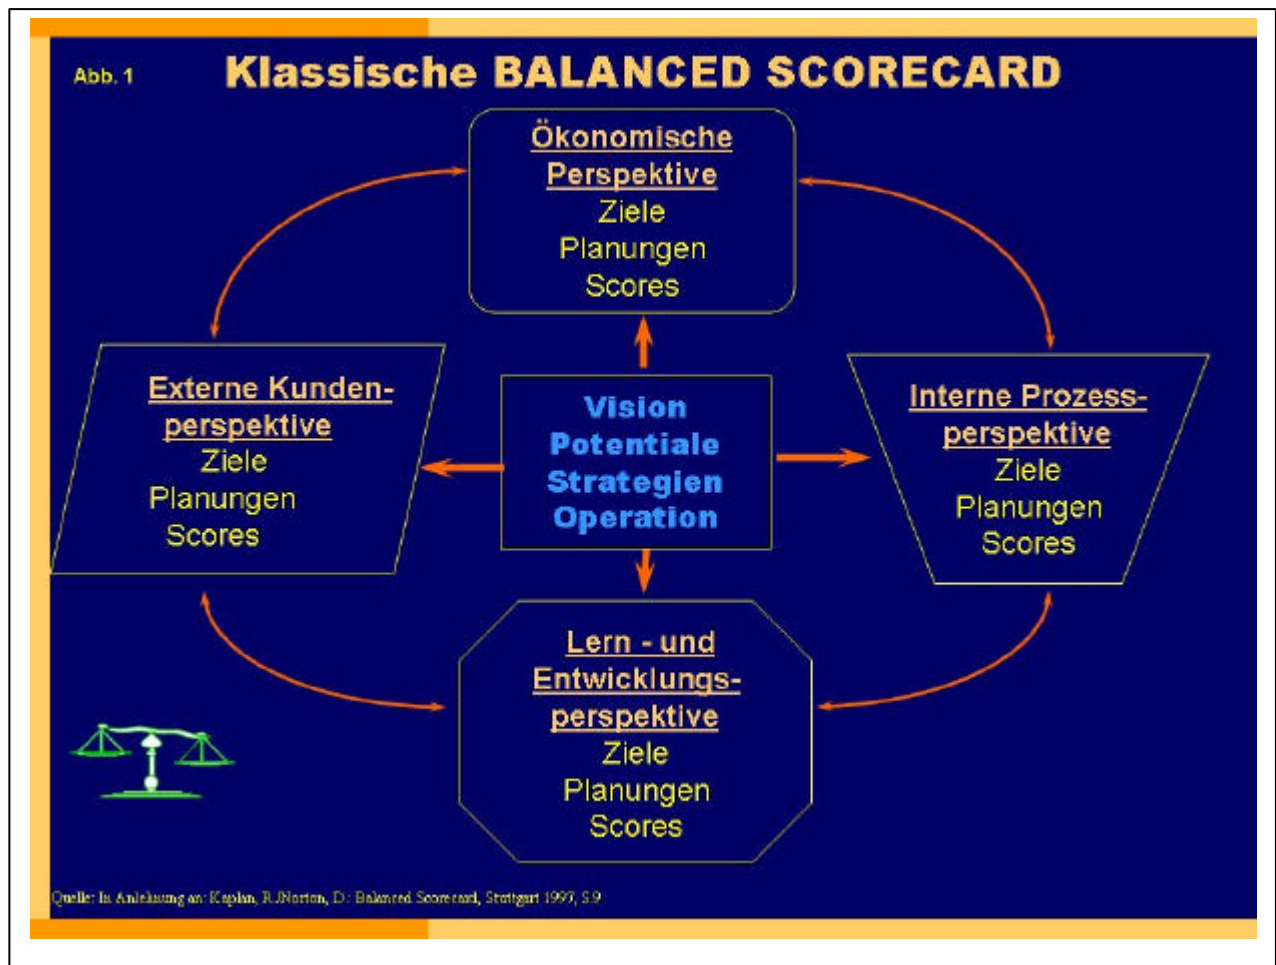 Abb. 1
Klassische BALANCED SCORECARD
Ökonomische
Perspektive
Ziele
Planungen
Scores
Externe Kunden-
perspektive
Ziele
Planungen
Scores
Vision
Potentiale
Strategien
Operation
Interne Prozess-
perspektive
Ziele
Planungen
Scores
Lern - und
Entwicklungs-
perspektive
Ziele
Planungen
Scores
Quelle: In Anlehnung an: Kaplan, R./Norton, D.: Balanced Scorecard, Stuttgart 1997, S.9